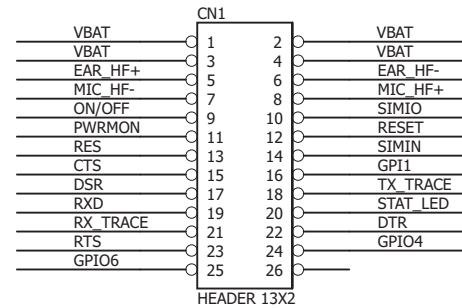 CN1
VBAT 1 2 VBAT
VBAT 3 4 VBAT
EAR_HF+ 5 6 EAR_HF-
MIC_HF- 7 8 MIC_HF+
ON/OFF 9 10 SIMIO
PWRMON 11 12 RESET
RES 13 14 SIMIN
CTS 15 16 GPI1
DSR 17 18 TX_TRACE
RXD 19 20 STAT_LED
RX_TRACE 21 22 DTR
RTS 23 24 GPIO4
GPIO6 25 26
HEADER 13X2